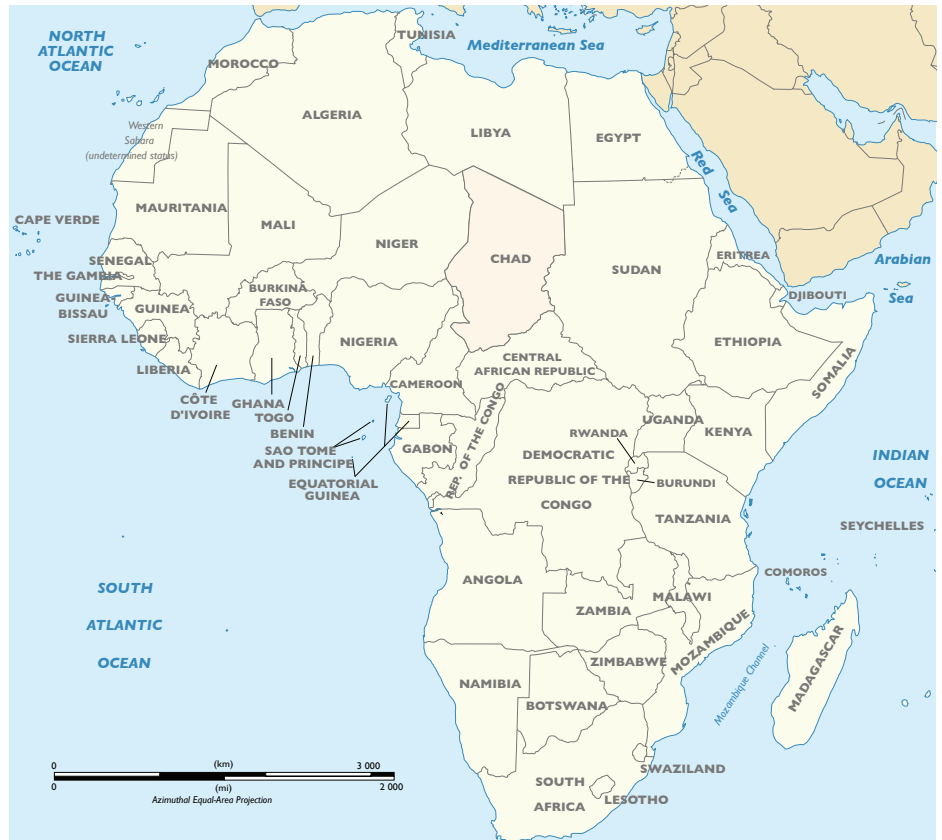 NORTH
ATLANTIC
OCEAN
TUNISIA
Mediterranean Sea
MOROCCO
ALGERIA
LIBYA
EGYPT
Western
Sahara
(undetermined status)
Red Sea
CAPE VERDE
MAURITANIA
MALI
NIGER
CHAD
SUDAN
ERITREA
Arabian
Sea
SENEGAL
THE GAMBIA
GUINEA-
BISSAU
GUINEA
BURKINA
FASO
DJIBOUTI
SIERRA LEONE
NIGERIA
ETHIOPIA
SOMALIA
LIBERIA
CENTRAL
AFRICAN REPUBLIC
CAMEROON
CÔTE
D'IVOIRE
GHANA
TOGO
BENIN
SAO TOME
AND PRINCIPE
EQUATORIAL
GUINEA
GABON
REP. OF THE CONGO
UGANDA
KENYA
RWANDA
DEMOCRATIC
REPUBLIC OF THE
CONGO
BURUNDI
INDIAN
OCEAN
TANZANIA
SEYCHELLES
COMOROS
SOUTH
ATLANTIC
OCEAN
ANGOLA
MALAWI
ZAMBIA
MOZAMBIQUE
ZIMBABWE
Mozambique Channel
MADAGASCAR
NAMIBIA
BOTSWANA
SWAZILAND
SOUTH
AFRICA
LESOTHO
0 (km) 3 000
0 (mi) 2 000
Azimuthal Equal-Area Projection